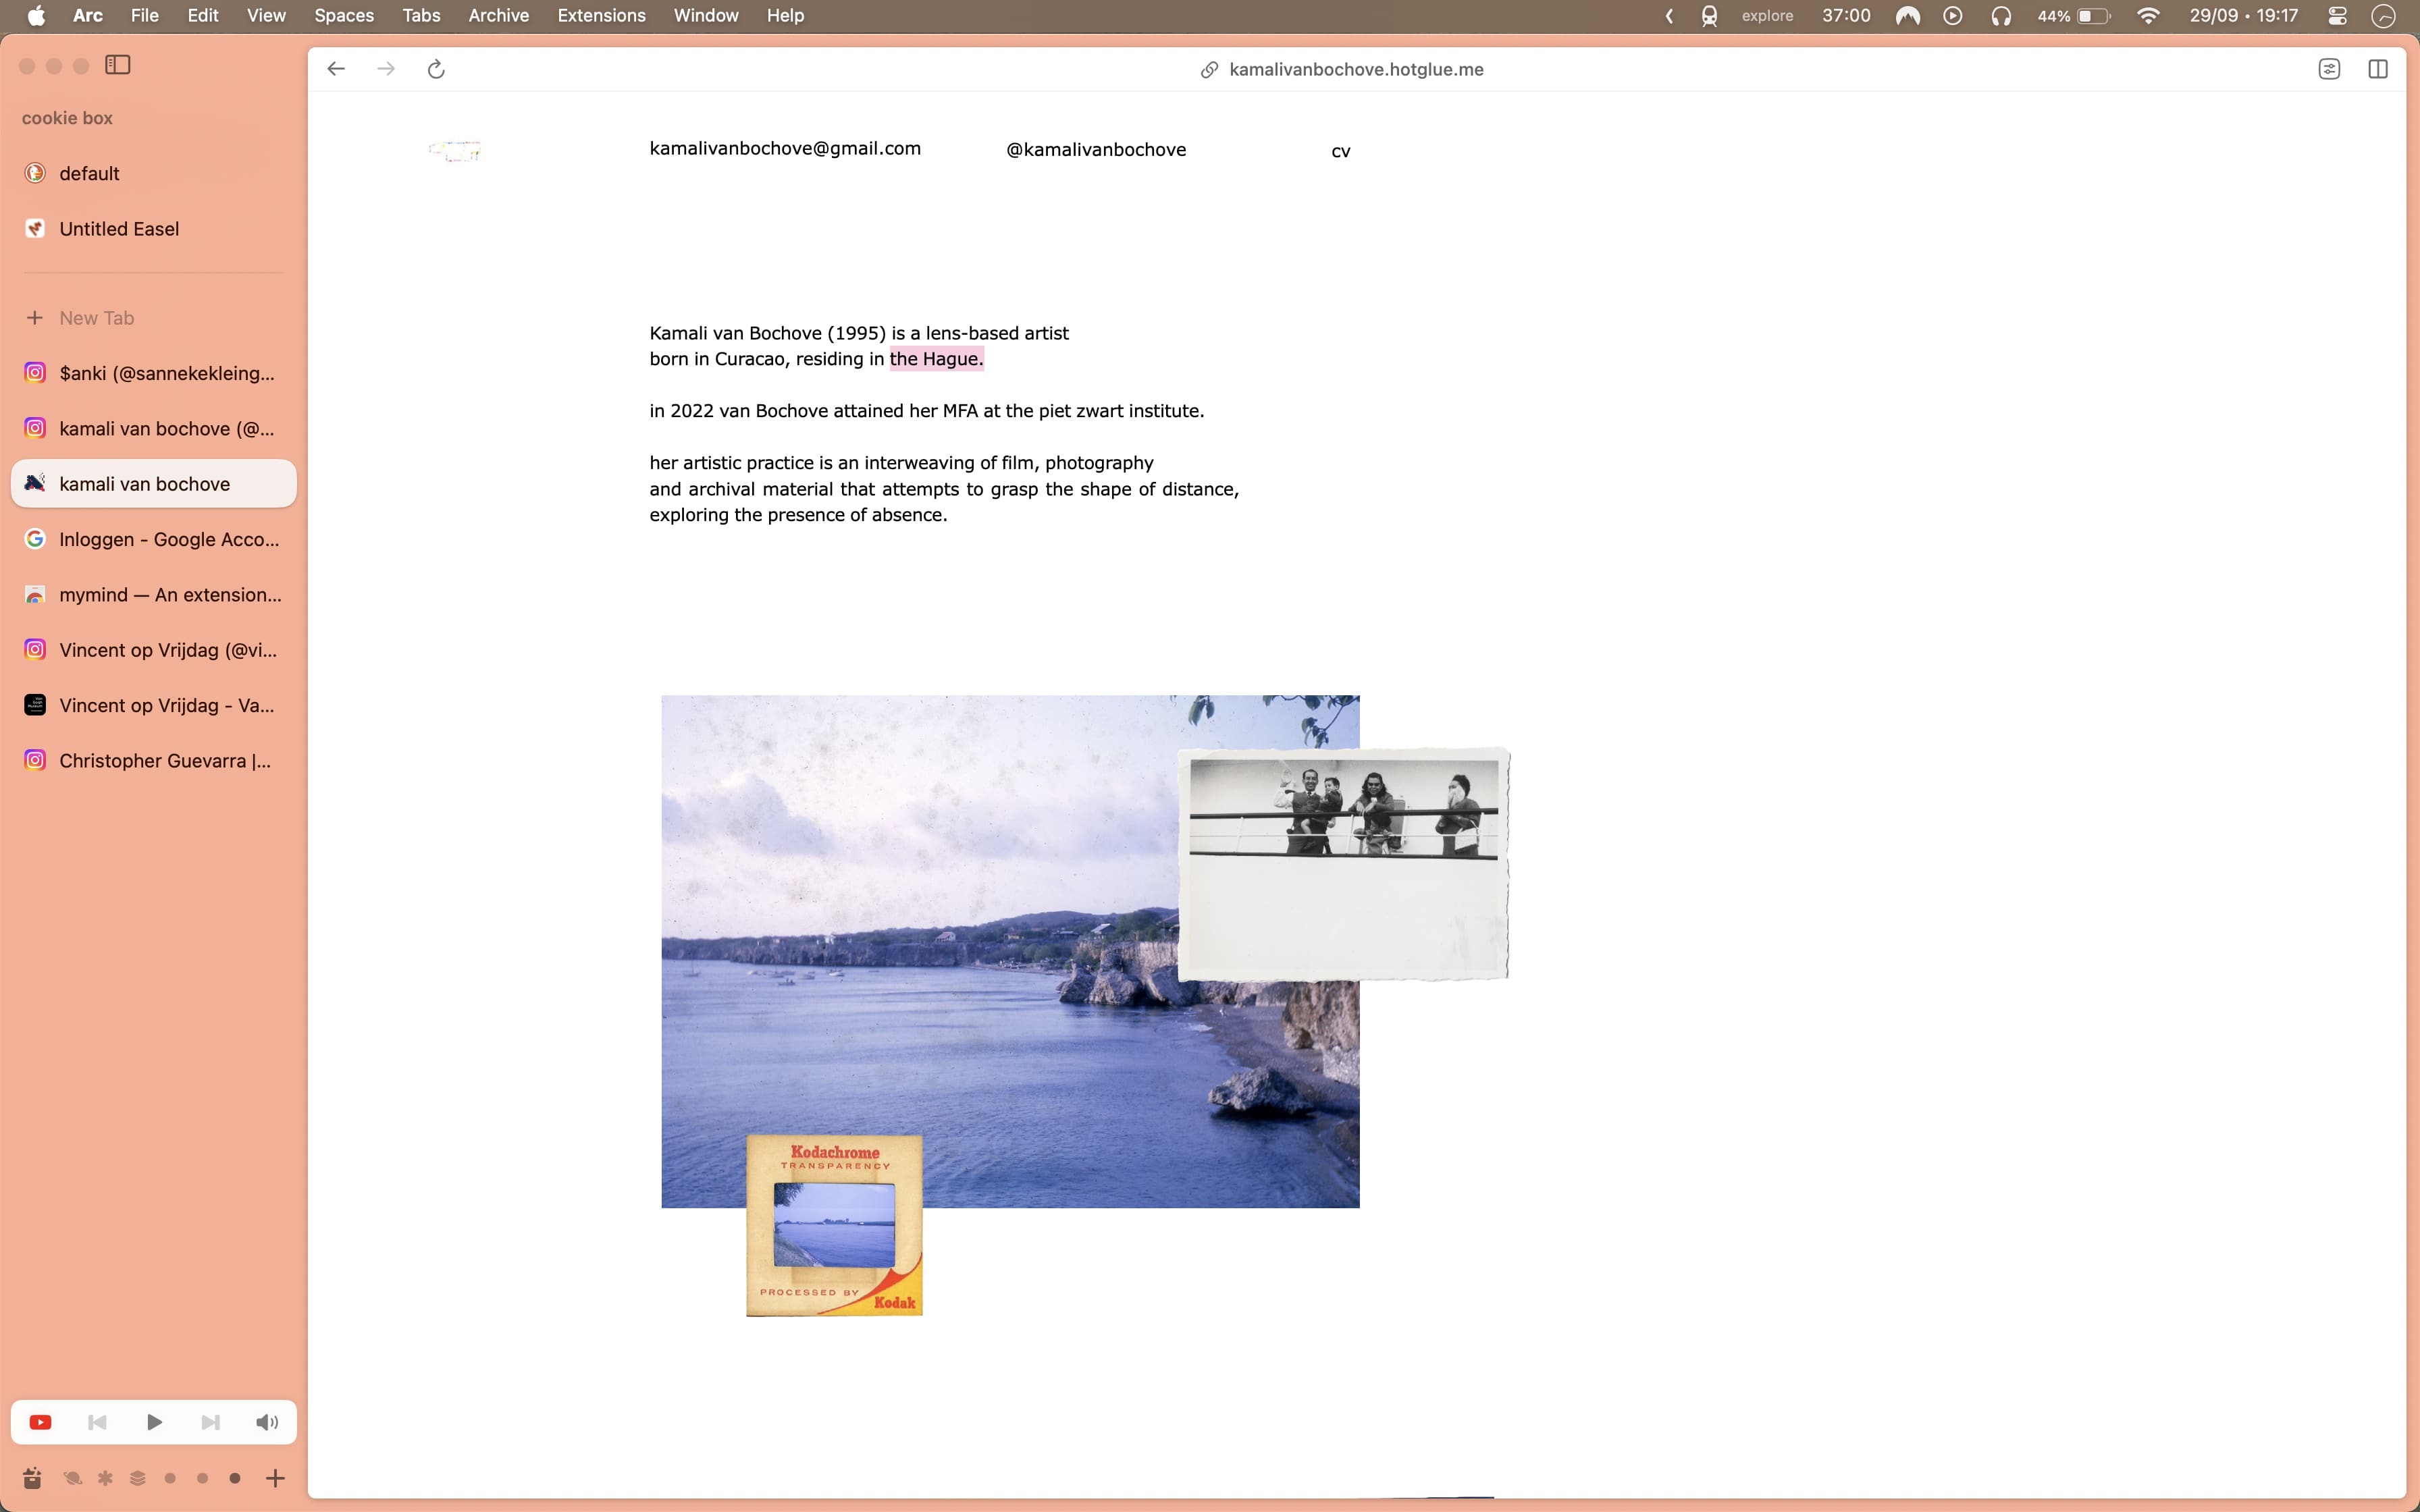 Arc File Edit View Spaces Tabs Archive Extensions Window Help
explore 37:00 44% 29/09 • 19:17
cookie box
default
Untitled Easel
New Tab
$anki (@sannekekleing...
kamali van bochove (@...
kamali van bochove
Inloggen - Google Acco...
mymind — An extension...
Vincent op Vrijdag (@vi...
Vincent op Vrijdag - Va...
Christopher Guevarra |...
kamalivanbochove.hotglue.me
kamalivanbochove@gmail.com @kamalivanbochove cv
Kamali van Bochove (1995) is a lens-based artist
born in Curacao, residing in the Hague.
in 2022 van Bochove attained her MFA at the piet zwart institute.
her artistic practice is an interweaving of film, photography
and archival material that attempts to grasp the shape of distance,
exploring the presence of absence.
Kodachrome
TRANSPARENCY
PROCESSED BY
Kodak